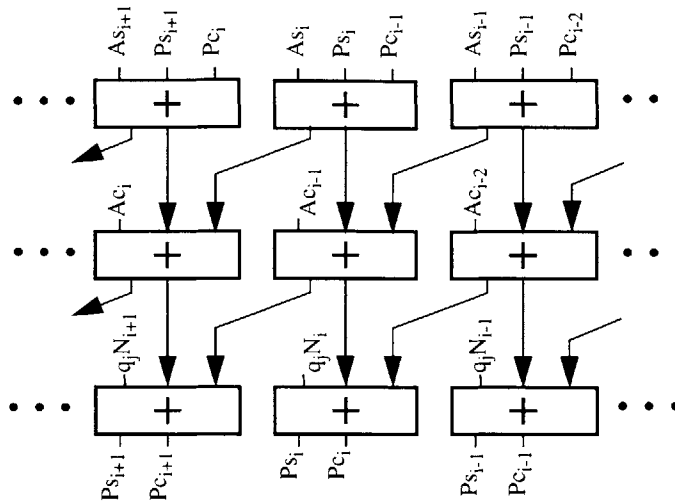 As_{i+1} Ps_{i+1} Pc_i As_i Ps_i Pc_{i-1} As_{i-1} Ps_{i-1} Pc_{i-2}
• • • + + + • •
Ac_i Ac_{i-1} Ac_{i-2}
• • • + + + • •
q_jN_{i+1} q_jN_i q_jN_{i-1}
• • • + + + • • •
Ps_{i+1} Pc_{i+1} Ps_i Pc_i Ps_{i-1} Pc_{i-1}